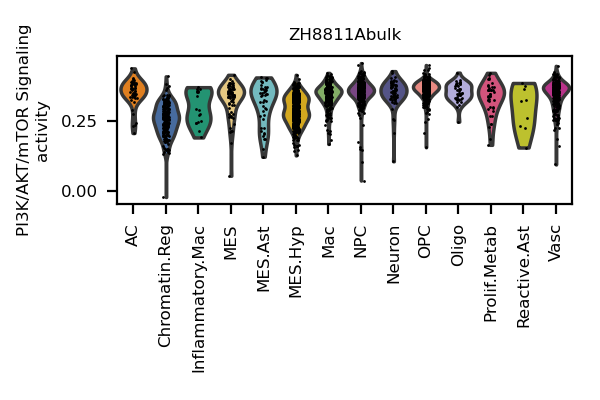 ZH8811Abulk
PI3K/AKT/mTOR Signaling
activity
0.25
0.00
AC
Chromatin.Reg
Inflammatory.Mac
MES
MES.Ast
MES.Hyp
Mac
NPC
Neuron
OPC
Oligo
Prolif.Metab
Reactive.Ast
Vasc